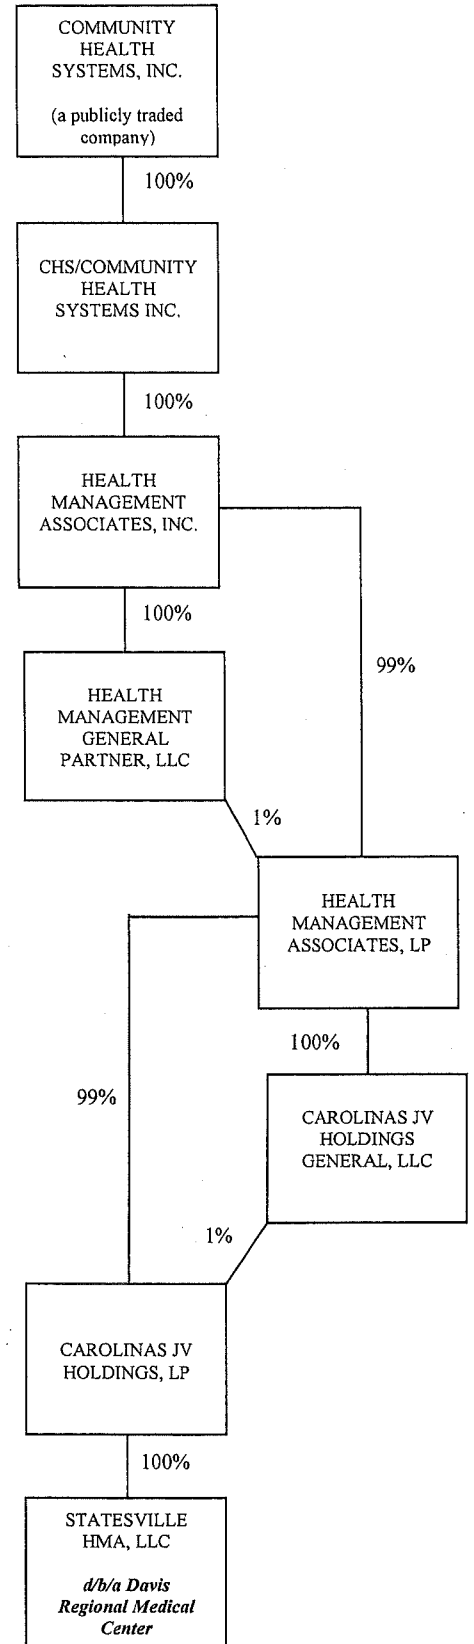 COMMUNITY
HEALTH
SYSTEMS, INC.
(a publicly traded
company)
100%
CHS/COMMUNITY
HEALTH
SYSTEMS INC.
100%
HEALTH
MANAGEMENT
ASSOCIATES, INC.
100%
99%
HEALTH
MANAGEMENT
GENERAL
PARTNER, LLC
1%
HEALTH
MANAGEMENT
ASSOCIATES, LP
100%
99%
CAROLINAS JV
HOLDINGS
GENERAL, LLC
1%
CAROLINAS JV
HOLDINGS, LP
100%
STATESVILLE
HMA, LLC
d/b/a Davis
Regional Medical
Center